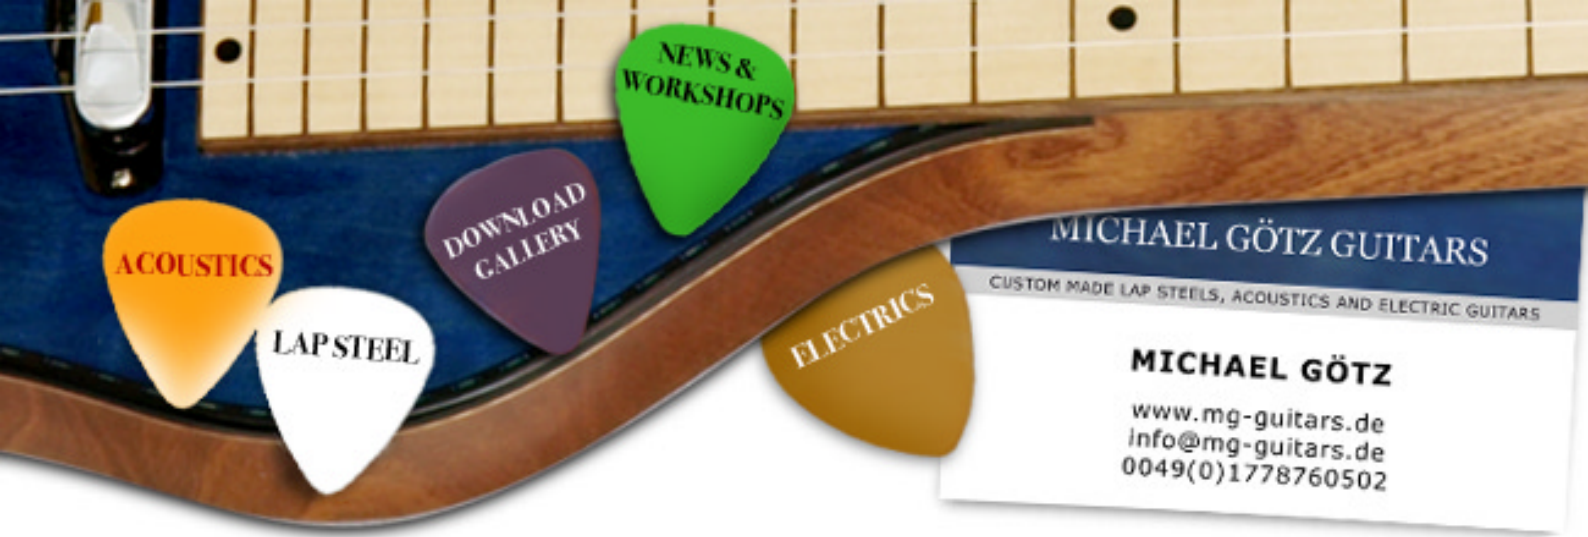 NEWS &
WORKSHOPS
DOWNLOAD
GALLERY
ACOUSTICS
LAP STEEL
ELECTRICS
MICHAEL GÖTZ GUITARS
CUSTOM MADE LAP STEELS, ACOUSTICS AND ELECTRIC GUITARS
MICHAEL GÖTZ
www.mg-guitars.de
info@mg-guitars.de
0049(0)1778760502